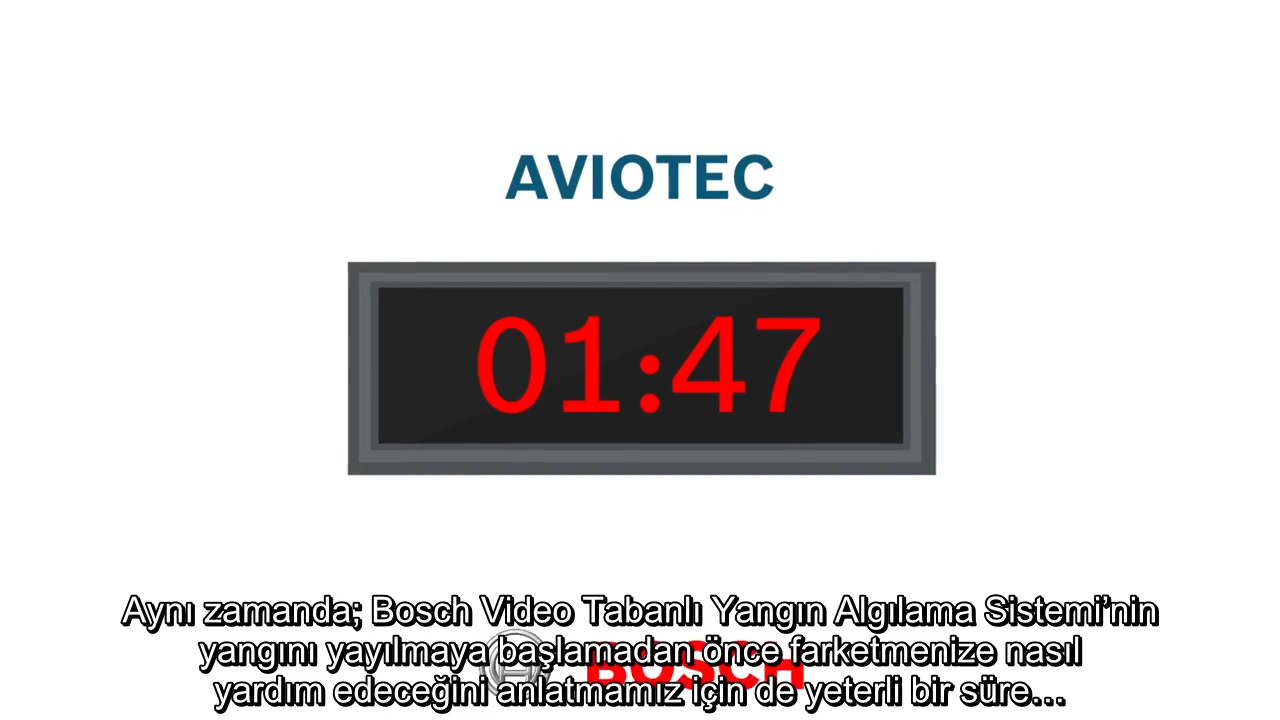 AVIOTEC
01:47
Aynı zamanda; Bosch Video Tabanlı Yangın Algılama Sistemi’nin
yangını yayılmaya başlamadan önce farketmenize nasıl
yardım edeceğini anlatmamız için de yeterli bir süre...
BOSCH